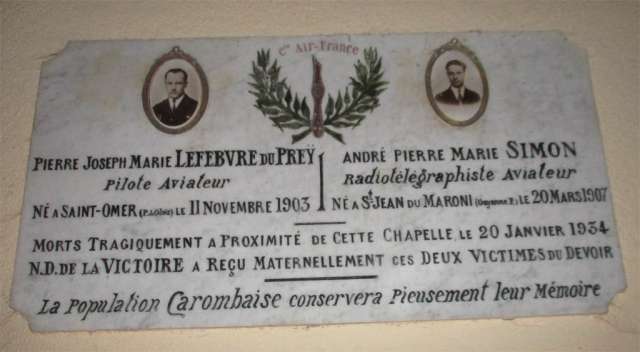 Cie Air-France
PIERRE JOSEPH MARIE LEFEBVRE DU PREŸ
Pilote Aviateur
NÉ A SAINT-OMER (P.deCalais) LE 11 NOVEMBRE 1903
ANDRÉ PIERRE MARIE SIMON
Radiotélégraphiste Aviateur
NÉ A St JEAN DU MARONI (Guyanne F.) LE 20 MARS 1907
MORTS TRAGIQUEMENT A PROXIMITÉ DE CETTE CHAPELLE, LE 20 JANVIER 1934
N.D. DE LA VICTOIRE A REÇU MATERNELLEMENT CES DEUX VICTIMES DU DEVOIR
La Population Carombaise conservera Pieusement leur Mémoire